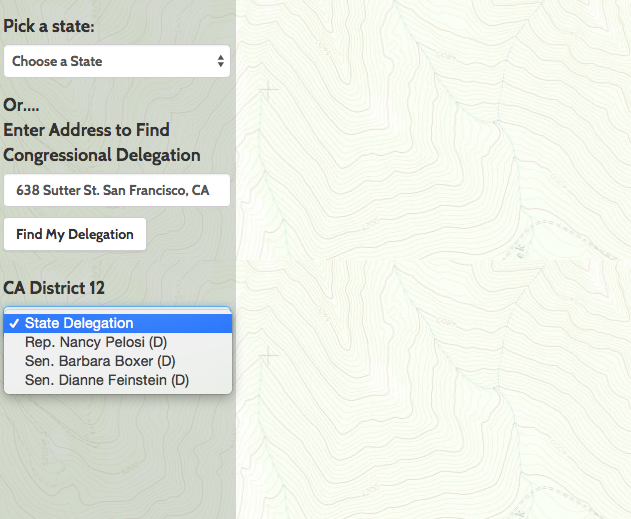 Pick a state:
Choose a State
Or....
Enter Address to Find
Congressional Delegation
638 Sutter St. San Francisco, CA
Find My Delegation
CA District 12
✓ State Delegation
Rep. Nancy Pelosi (D)
Sen. Barbara Boxer (D)
Sen. Dianne Feinstein (D)